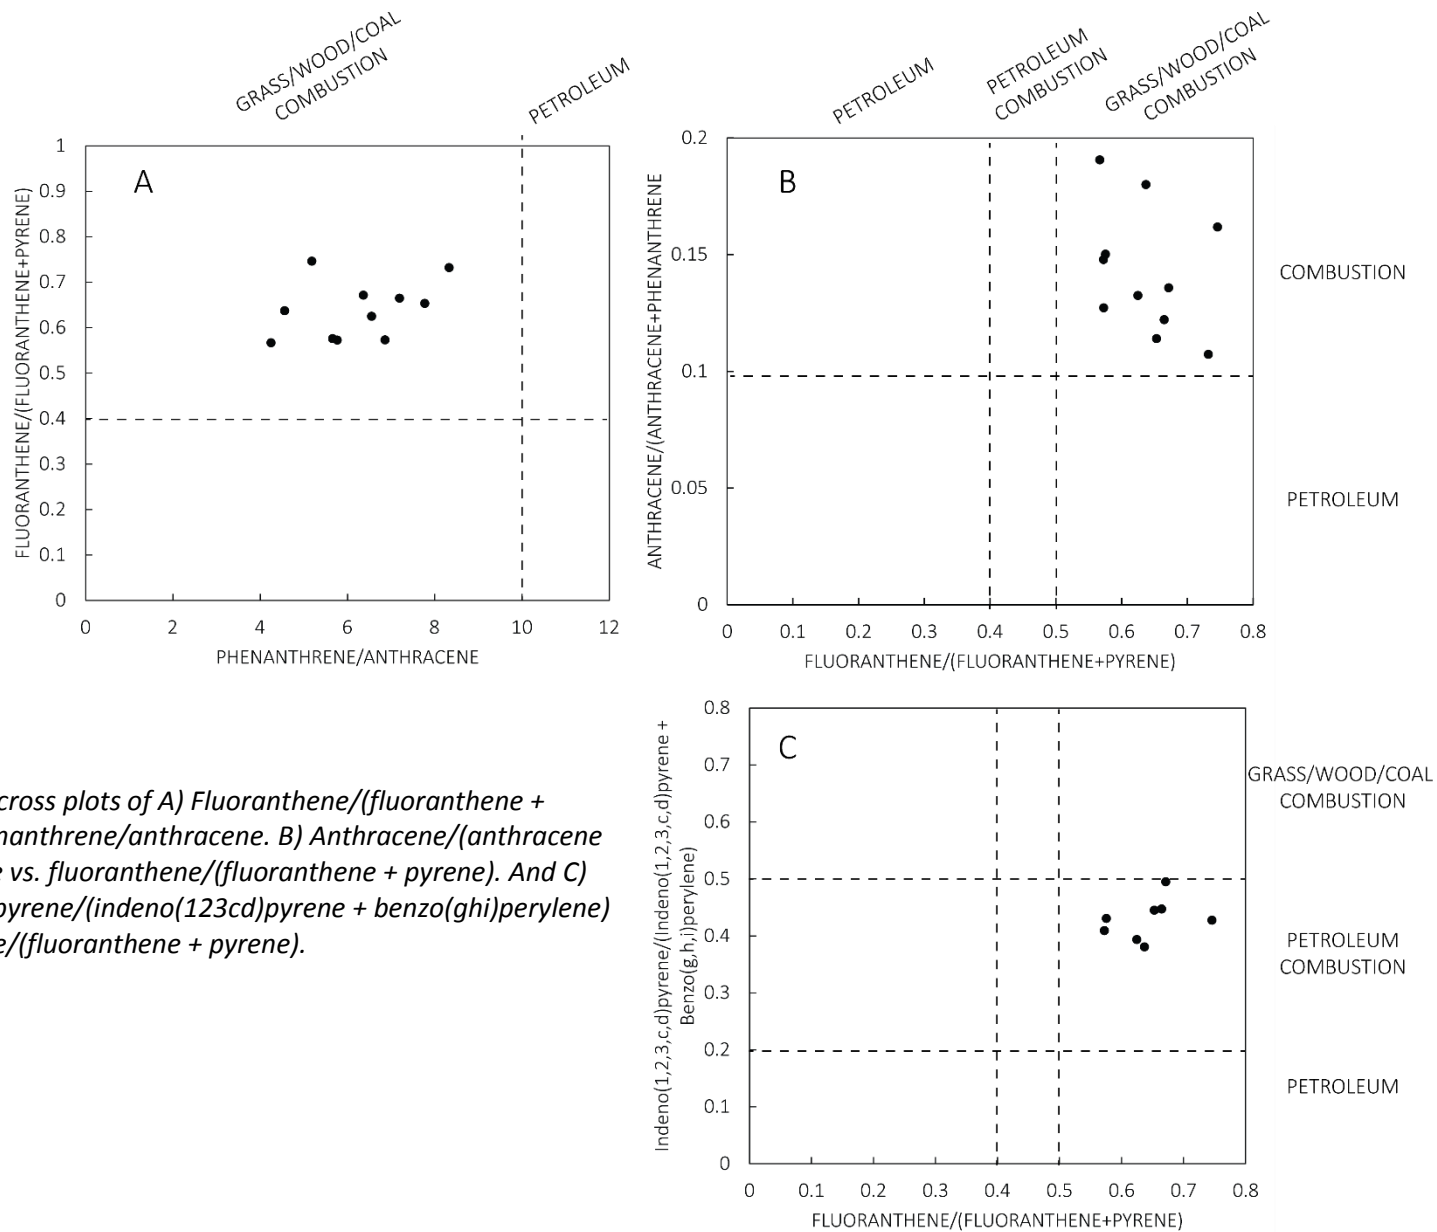 GRASS/WOOD/COAL
COMBUSTION
PETROLEUM
A
FLUORANTHENE/(FLUORANTHENE+PYRENE)
1
0.9
0.8
0.7
0.6
0.5
0.4
0.3
0.2
0.1
0
0 2 4 6 8 10 12
PHENANTHRENE/ANTHRACENE
PETROLEUM
PETROLEUM
COMBUSTION
GRASS/WOOD/COAL
COMBUSTION
B
ANTHRACENE/(ANTHRACENE+PHENANTHRENE
0.2
0.15
0.1
0.05
0
0 0.1 0.2 0.3 0.4 0.5 0.6 0.7 0.8
FLUORANTHENE/(FLUORANTHENE+PYRENE)
COMBUSTION
PETROLEUM
cross plots of A) Fluoranthene/(fluoranthene +
nanthrene/anthracene. B) Anthracene/(anthracene
e vs. fluoranthene/(fluoranthene + pyrene). And C)
pyrene/(indeno(123cd)pyrene + benzo(ghi)perylene)
e/(fluoranthene + pyrene).
C
Indeno(1,2,3,c,d)pyrene/(Indeno(1,2,3,c,d)pyrene +
Benzo(g,h,i)perylene)
0.8
0.7
0.6
0.5
0.4
0.3
0.2
0.1
0
0 0.1 0.2 0.3 0.4 0.5 0.6 0.7 0.8
FLUORANTHENE/(FLUORANTHENE+PYRENE)
GRASS/WOOD/COAL
COMBUSTION
PETROLEUM
COMBUSTION
PETROLEUM